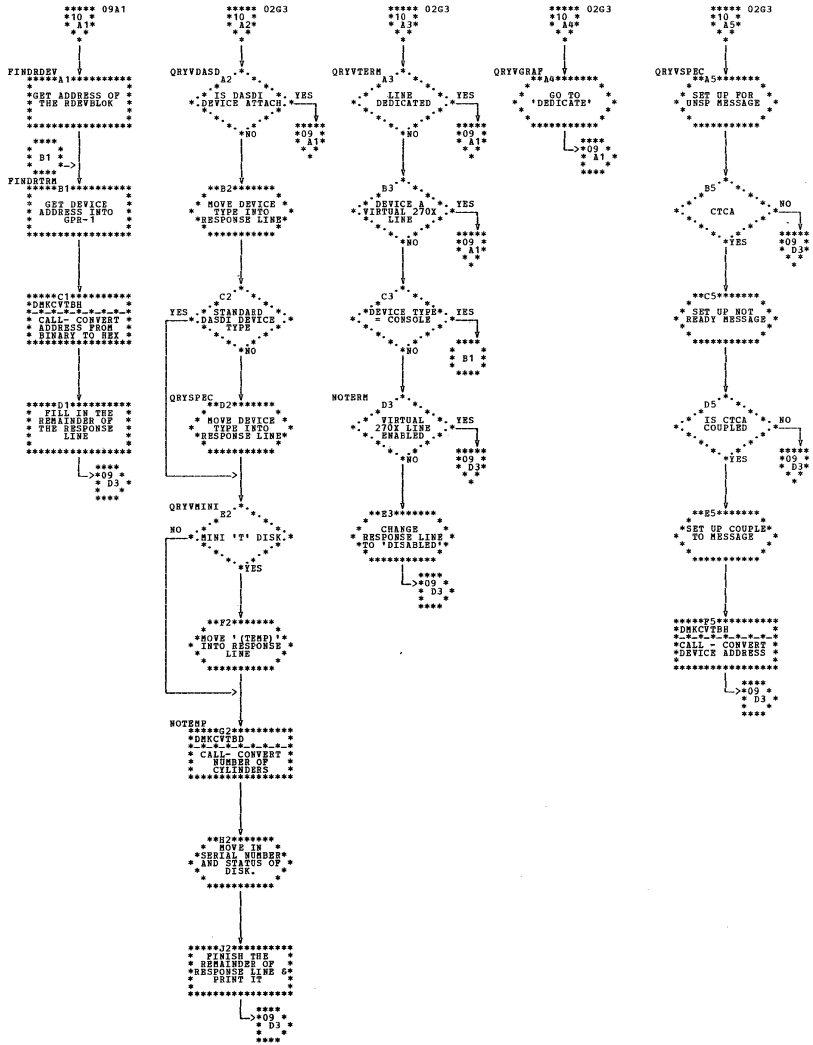 09A1
10
A1
FINDRDEV
A1
GET ADDRESS OF
THE RDEVBLOK
B1
FINDRTRM
B1
GET DEVICE
ADDRESS INTO
GPR-1
C1
DMKCVTBH
CALL- CONVERT
ADDRESS FROM
BINARY TO HEX
D1
FILL IN THE
REMAINDER OF
THE RESPONSE
LINE
09
D3
02G3
10
A2
QRYVDASD
A2
IS DASDI
DEVICE ATTACH.
YES
09
A1
NO
B2
MOVE DEVICE
TYPE INTO
RESPONSE LINE
C2
YES
STANDARD
DASDI DEVICE
TYPE
NO
QRYSPEC
D2
MOVE DEVICE
TYPE INTO
RESPONSE LINE
QRYVMINI
E2
NO
MINI 'T' DISK.
YES
F2
MOVE '(TEMP)'
INTO RESPONSE
LINE
NOTEMP
G2
DMKCVTBD
CALL- CONVERT
NUMBER OF
CYLINDERS
H2
MOVE IN
SERIAL NUMBER
AND STATUS OF
DISK.
J2
FINISH THE
REMAINDER OF
RESPONSE LINE &
PRINT IT
09
D3
02G3
10
A3
QRYVTERM
A3
LINE
DEDICATED
YES
09
A1
NO
B3
DEVICE A
VIRTUAL 270X
LINE
YES
09
A1
NO
C3
DEVICE TYPE
= CONSOLE
YES
B1
NO
NOTERM
D3
VIRTUAL
270X LINE
ENABLED
YES
09
D3
NO
E3
CHANGE
RESPONSE LINE
TO 'DISABLED'
09
D3
02G3
10
A4
QRYVGRAF
A4
GO TO
'DEDICATE'
09
A1
02G3
10
A5
QRYVSPEC
A5
SET UP FOR
UNSP MESSAGE
B5
CTCA
NO
09
D3
YES
C5
SET UP NOT
READY MESSAGE
D5
IS CTCA
COUPLED
NO
09
D3
YES
E5
SET UP COUPLE
TO MESSAGE
F5
DMKCVTBH
CALL - CONVERT
DEVICE ADDRESS
09
D3